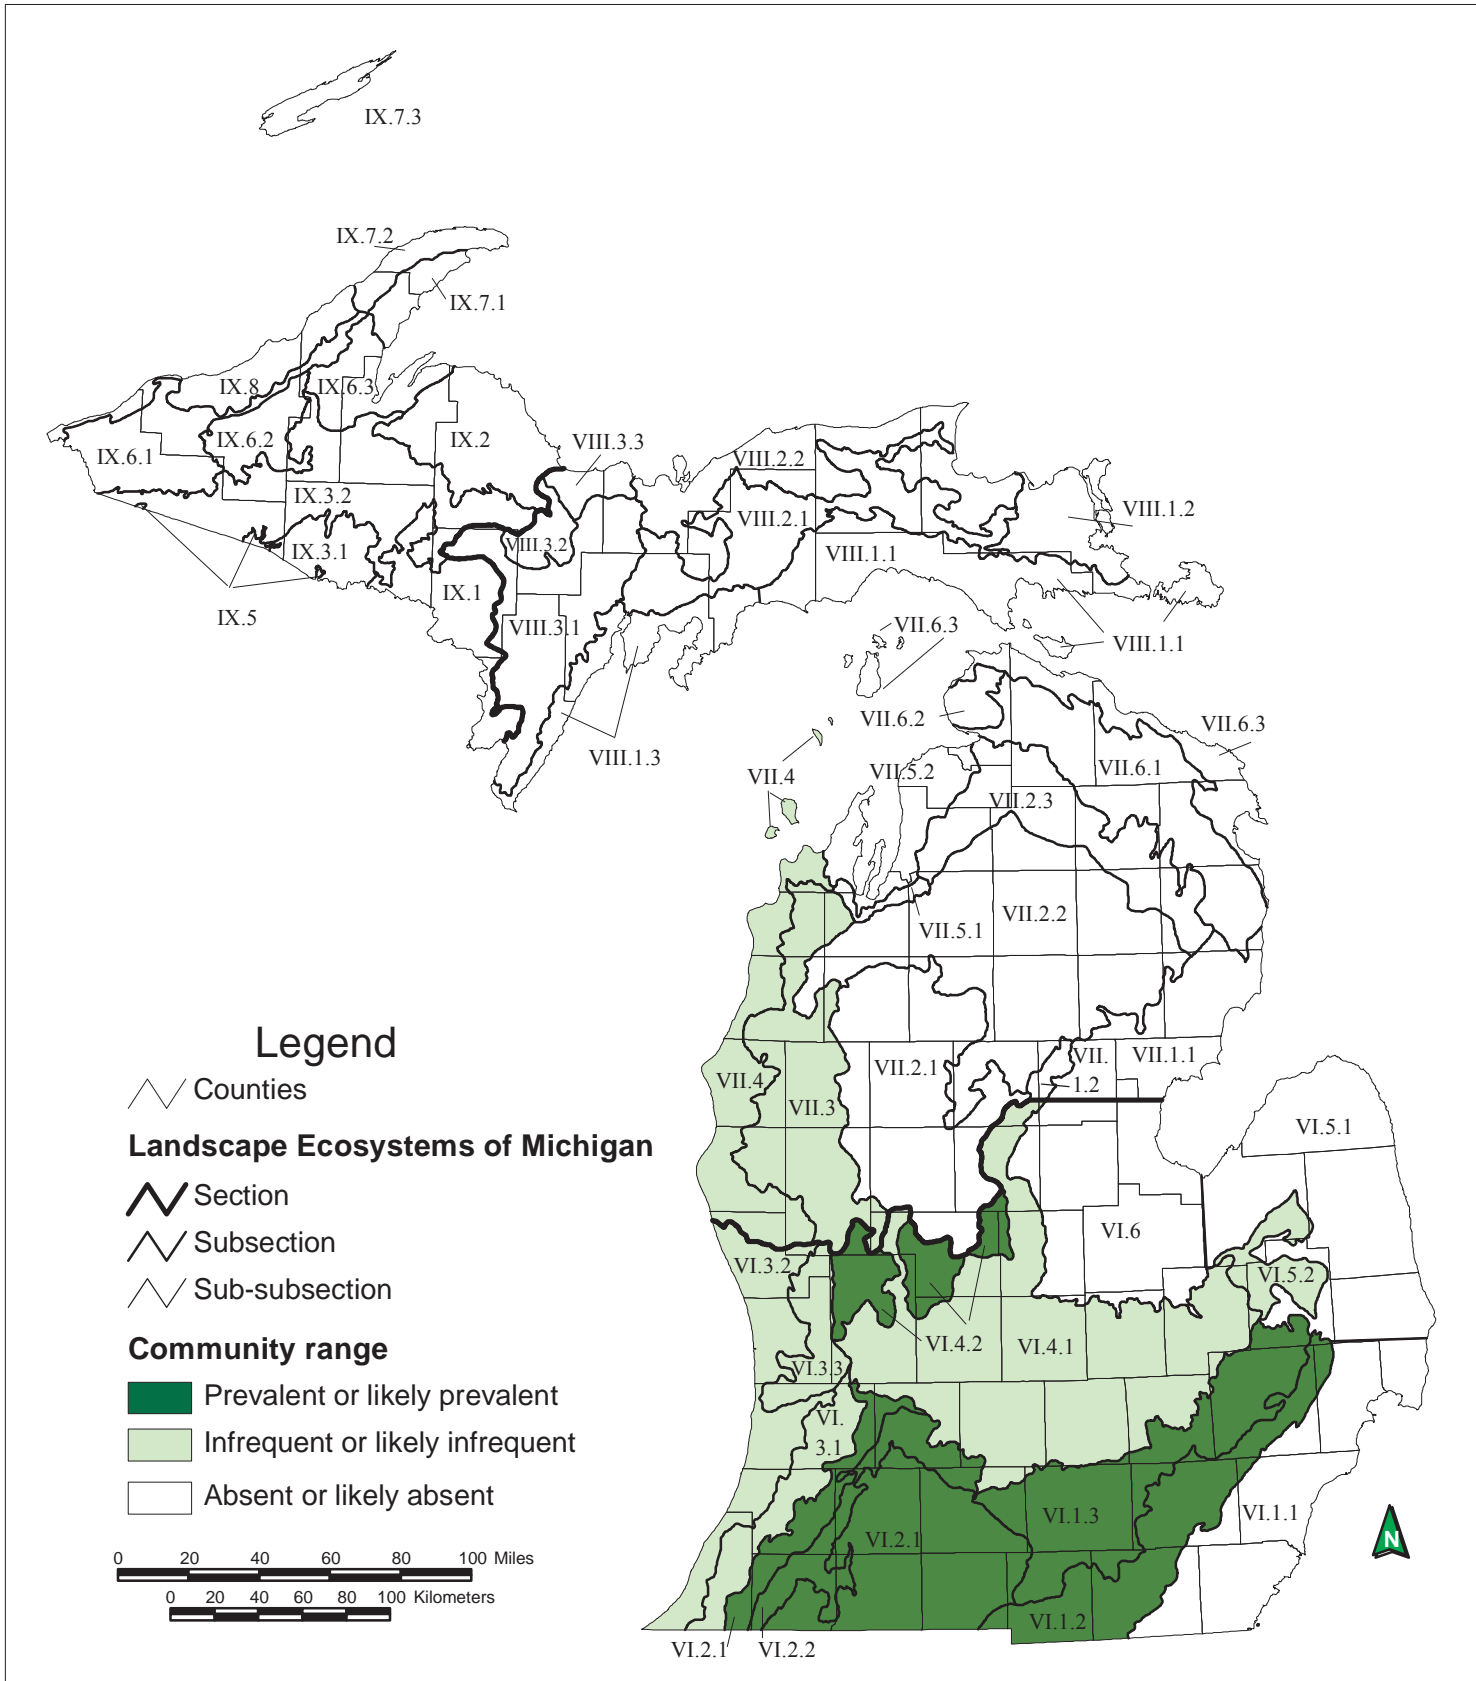 IX.7.3
IX.7.2
IX.7.1
IX.8
IX.6.3
IX.6.2
IX.2
IX.6.1
VIII.3.3
VIII.2.2
IX.3.2
VIII.1.2
VIII.2.1
IX.3.1
VIII.3.2
VIII.1.1
IX.1
IX.5
VIII.3.1
VII.6.3
VIII.1.1
VII.6.2
VII.6.3
VIII.1.3
VII.4
VII.5.2
VII.6.1
VII.2.3
VII.2.2
VII.5.1
VII.2.1
VII.
1.2
VII.1.1
VII.4
VII.3
VI.5.1
VI.6
VI.3.2
VI.5.2
VI.4.2
VI.4.1
VI.3.3
VI.
3.1
VI.1.3
VI.1.1
VI.2.1
VI.1.2
VI.2.1
VI.2.2
Legend
Counties
Landscape Ecosystems of Michigan
Section
Subsection
Sub-subsection
Community range
Prevalent or likely prevalent
Infrequent or likely infrequent
Absent or likely absent
0 20 40 60 80 100 Miles
0 20 40 60 80 100 Kilometers
N